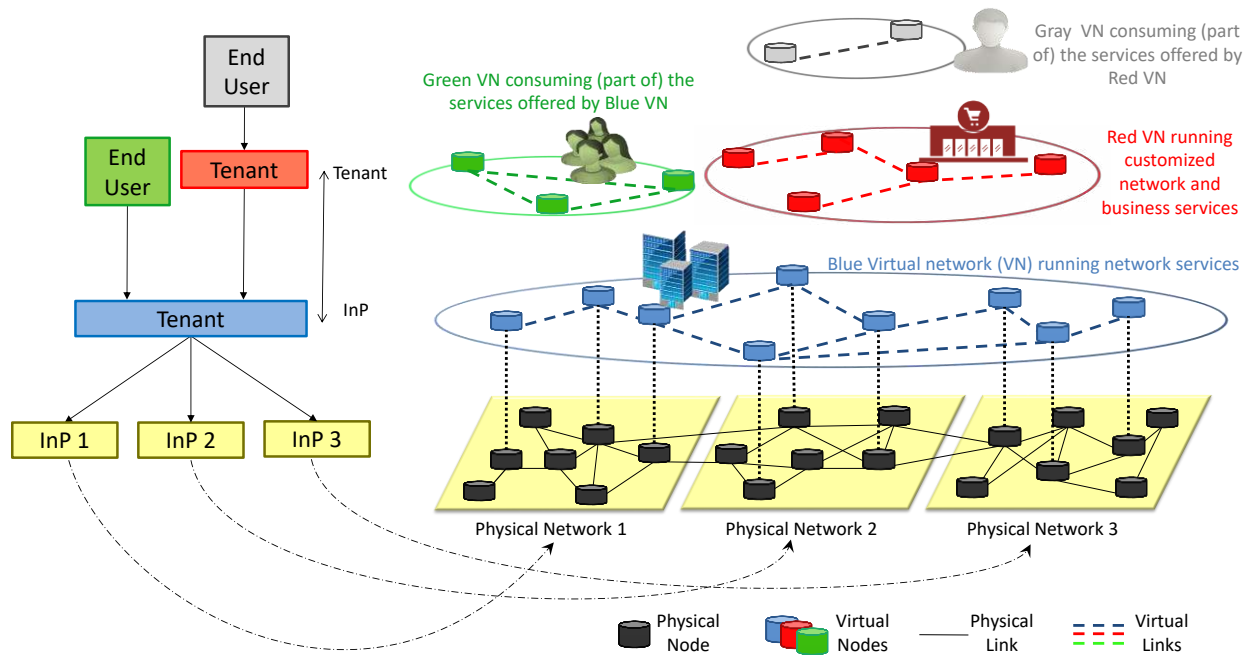 End
User
End
User
Tenant
Tenant
Tenant
InP
InP 1
InP 2
InP 3
Green VN consuming (part of) the
services offered by Blue VN
Gray  VN consuming (part
of) the services offered by
Red VN
Red VN running
customized
network and
business services
Blue Virtual network (VN) running network services
Physical Network 1
Physical Network 2
Physical Network 3
Physical
Node
Virtual
Nodes
Physical
Link
Virtual
Links